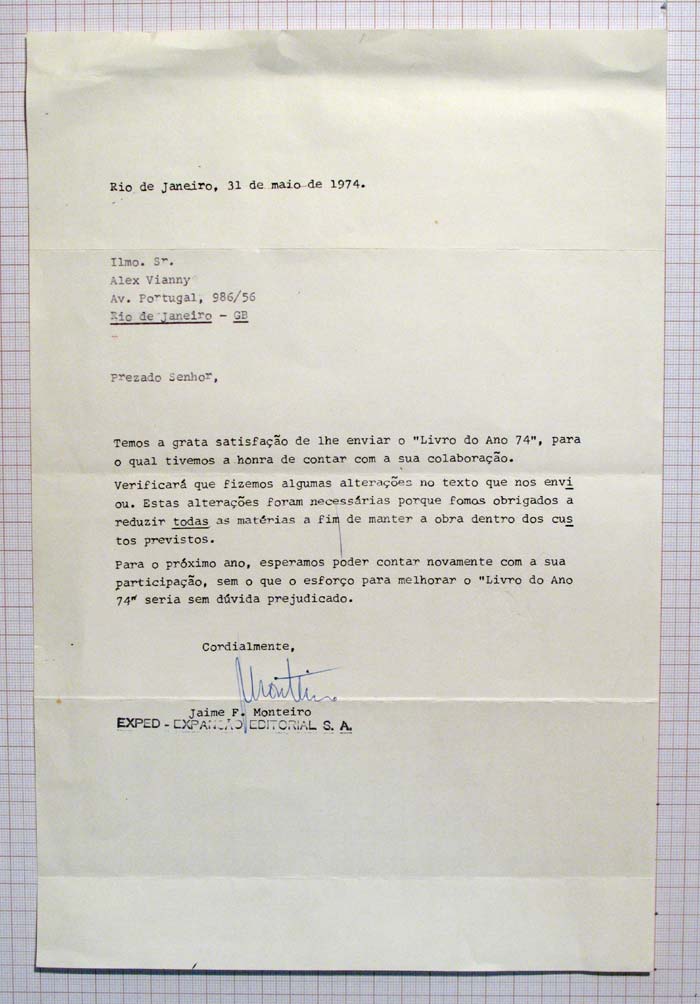 Rio de Janeiro, 31 de maio de 1974.
Ilmo. Sr.
Alex Vianny
Av. Portugal, 986/56
Rio de Janeiro - GB
Prezado Senhor,
Temos a grata satisfação de lhe enviar o "Livro do Ano 74", para
o qual tivemos a honra de contar com a sua colaboração.
Verificará que fizemos algumas alterações no texto que nos envi
ou. Estas alterações foram necessárias porque fomos obrigados a
reduzir todas as matérias a fim de manter a obra dentro dos cus
tos previstos.
Para o próximo ano, esperamos poder contar novamente com a sua
participação, sem o que o esforço para melhorar o "Livro do Ano
74" seria sem dúvida prejudicado.
Cordialmente,
Monteiro
Jaime F. Monteiro
EXPED - EXPANSÃO EDITORIAL S. A.